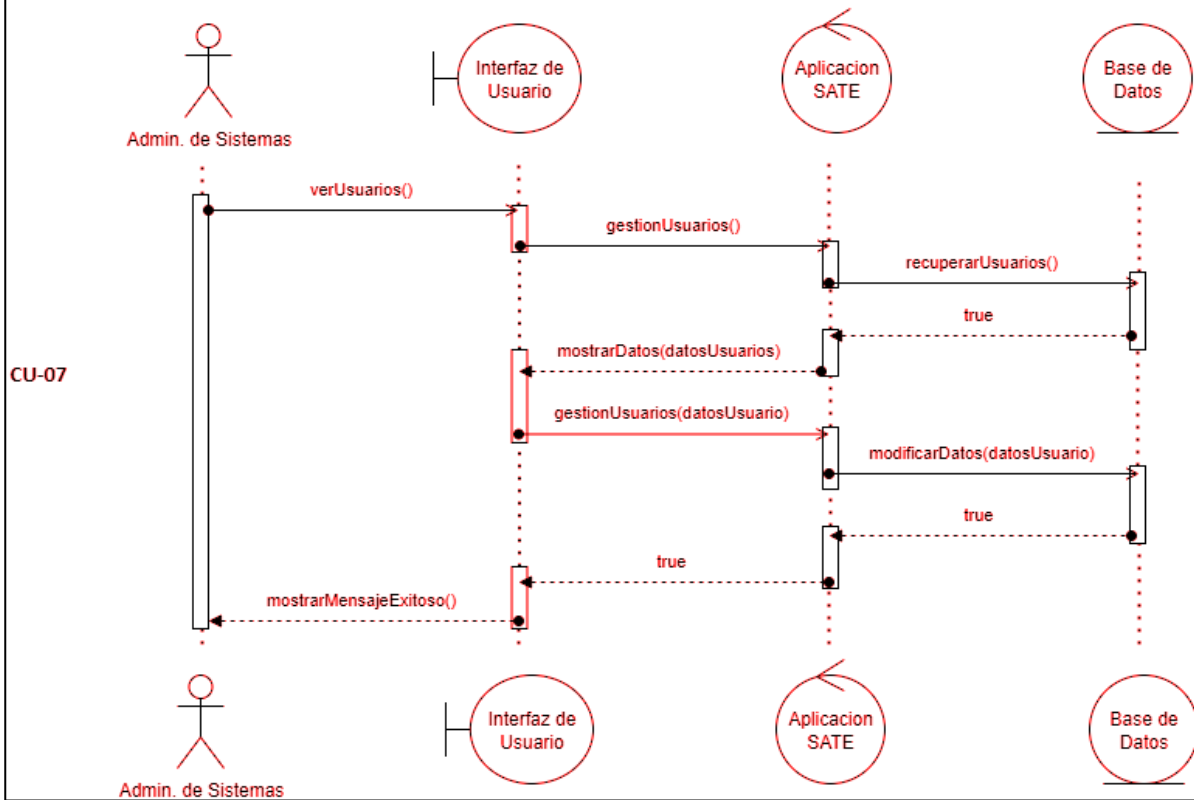 Interfaz de
Usuario
Aplicacion
SATE
Base de
Datos
Admin. de Sistemas
verUsuarios()
gestionUsuarios()
recuperarUsuarios()
true
mostrarDatos(datosUsuarios)
CU-07
gestionUsuarios(datosUsuario)
modificarDatos(datosUsuario)
true
true
mostrarMensajeExitoso()
Interfaz de
Usuario
Aplicacion
SATE
Base de
Datos
Admin. de Sistemas